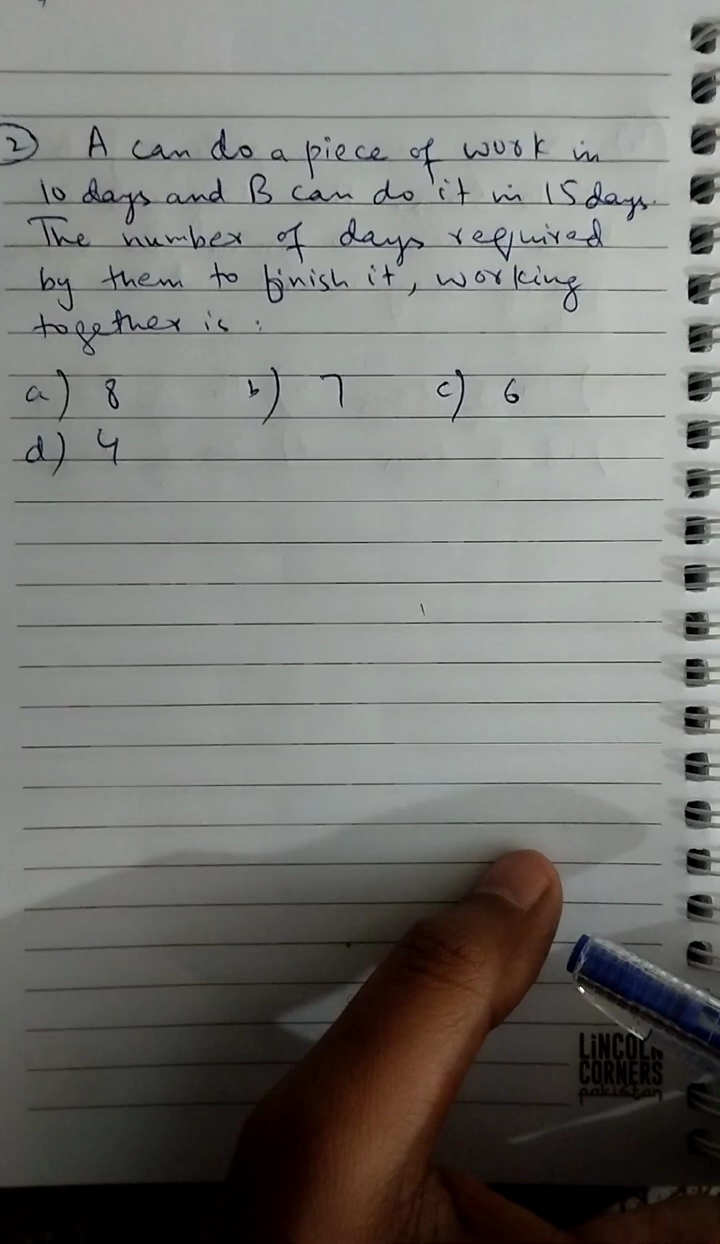 2) A can do a piece of work in
10 days and B can do it in 15 days.
The number of days required
by them to finish it, working
together is :
a) 8 b) 7 c) 6
d) 4
LINCOLN
CORNERS
pakistan